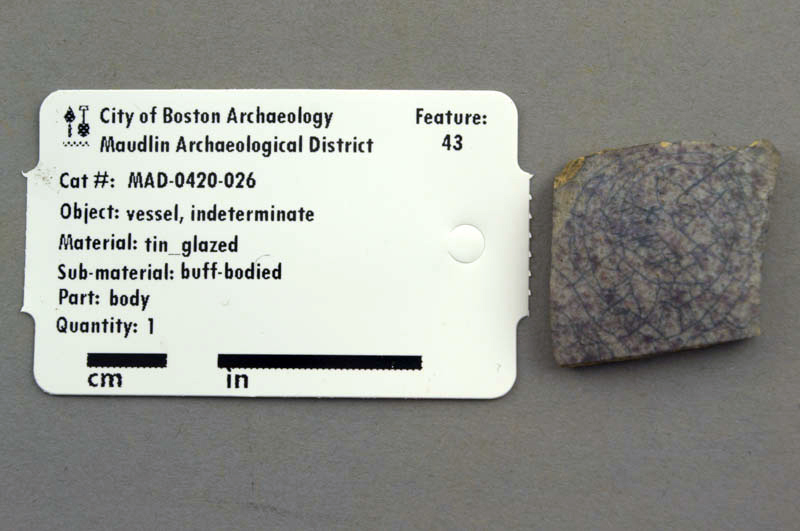 City of Boston Archaeology
Maudlin Archaeological District
Feature:
43
Cat #: MAD-0420-026
Object: vessel, indeterminate
Material: tin_glazed
Sub-material: buff-bodied
Part: body
Quantity: 1
cm in